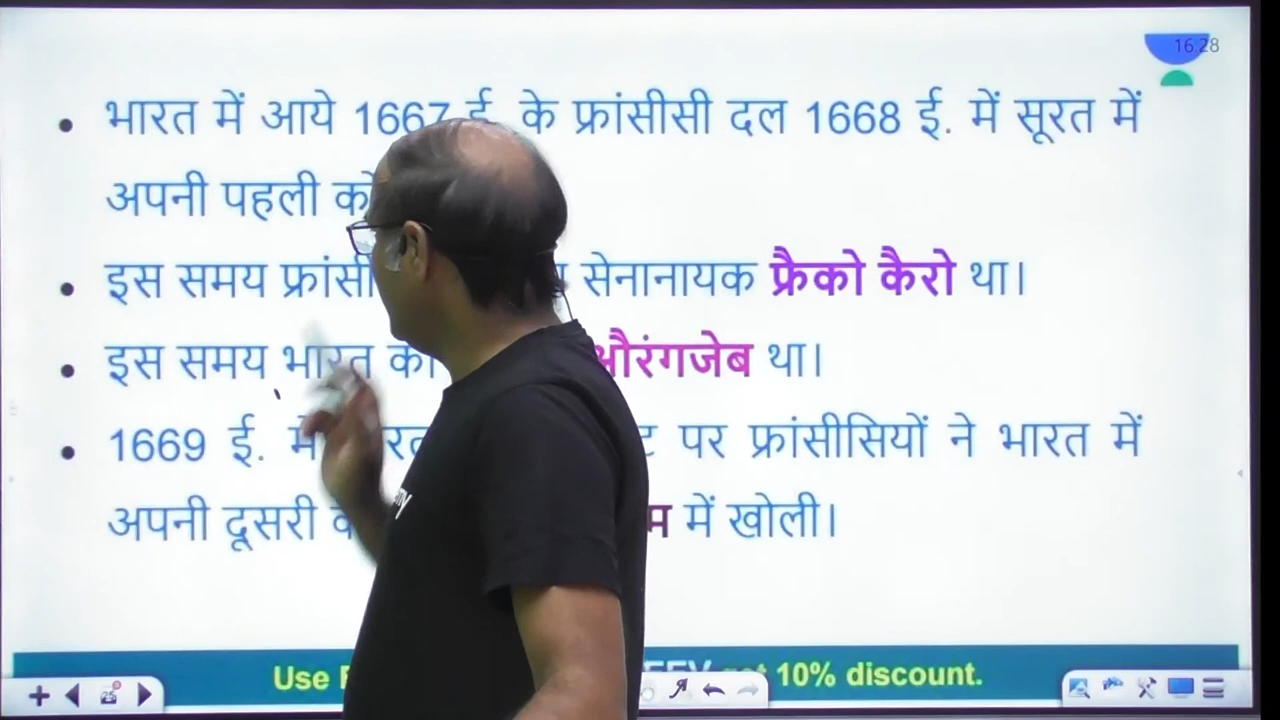 16:28
भारत में आये 1667 ई. के फ्रांसीसी दल 1668 ई. में सूरत में
अपनी पहली
इस समय सेनानायक फ्रैको कैरो था।
इस समय भारत औरंगजेब था।
1669 ई. में पर फ्रांसीसियों ने भारत में
अपनी दूसरी में खोली।
Use 10% discount.
25